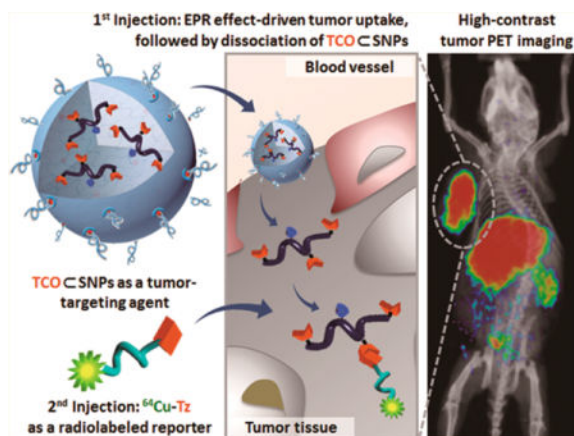 1st Injection: EPR effect-driven tumor uptake,
followed by dissociation of TCO⊂SNPs
High-contrast
tumor PET imaging
Blood vessel
TCO⊂SNPs as a tumor-
targeting agent
2nd Injection: 64Cu-Tz
as a radiolabeled reporter
Tumor tissue